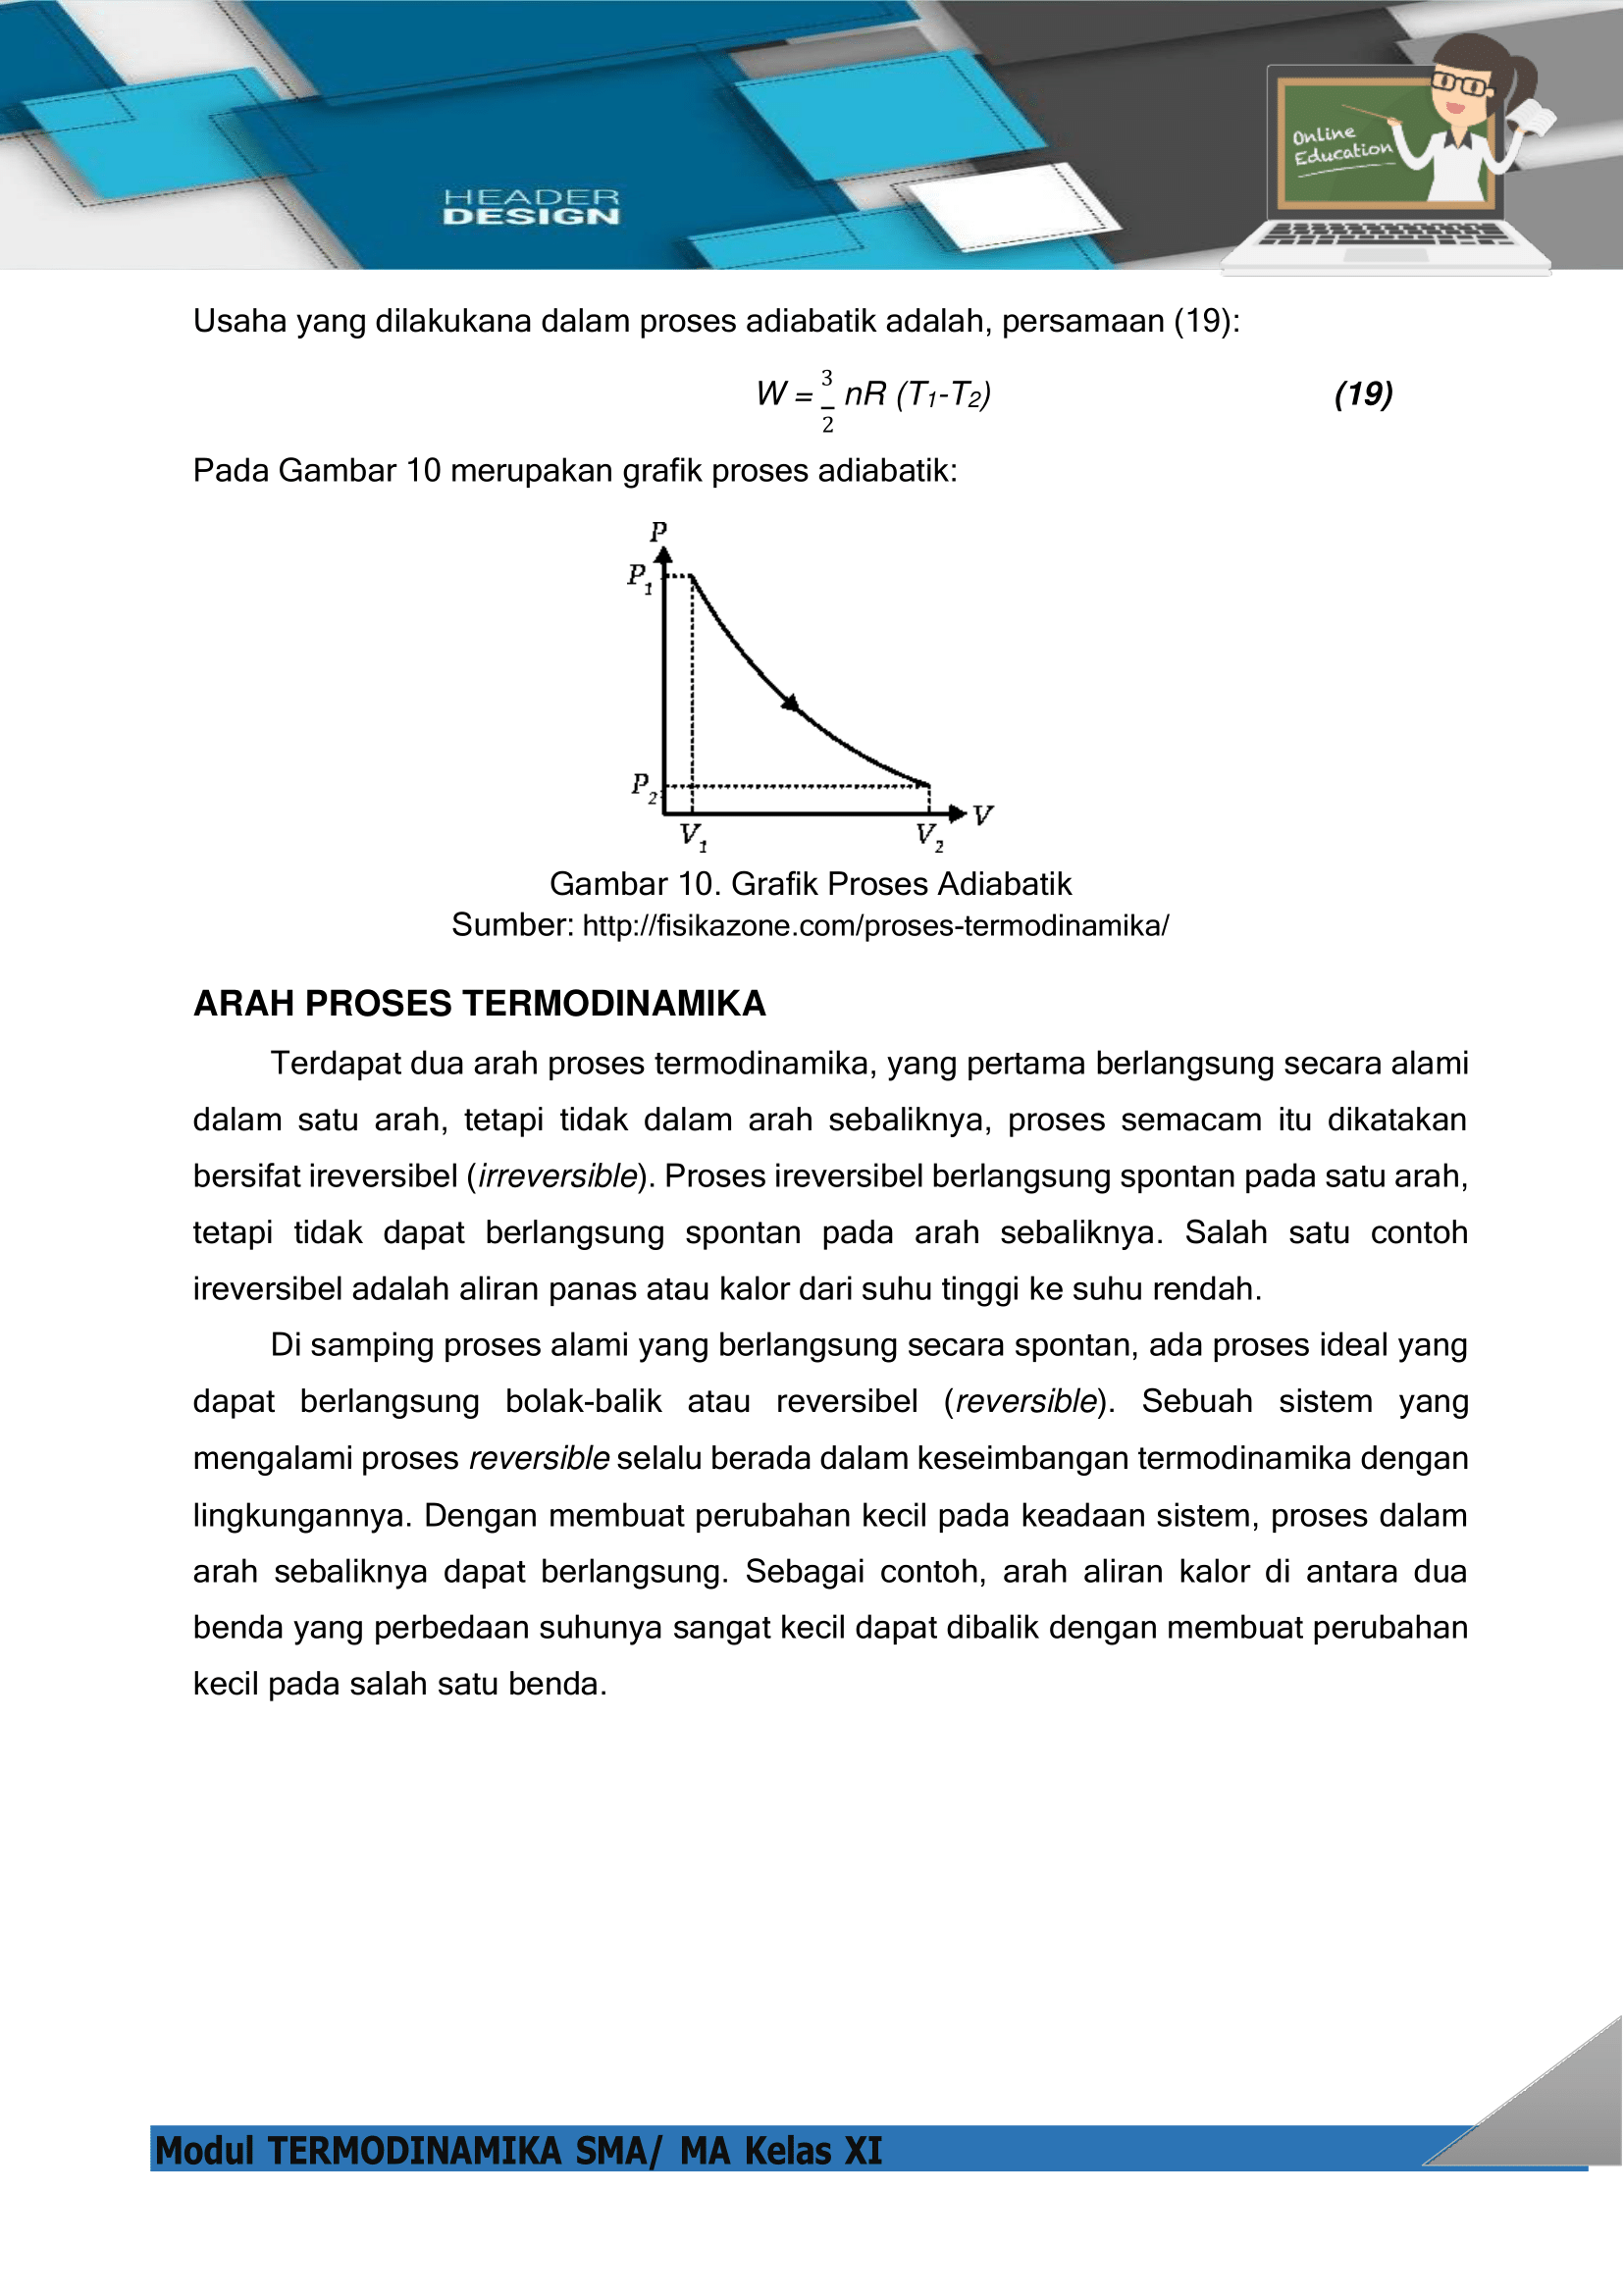 Online
Education
HEADER
DESIGN
Usaha yang dilakukana dalam proses adiabatik adalah, persamaan (19):
W = 3/2 nR (T1-T2) (19)
Pada Gambar 10 merupakan grafik proses adiabatik:
P
P1
P2
V1
V2
V
Gambar 10. Grafik Proses Adiabatik
Sumber: http://fisikazone.com/proses-termodinamika/
ARAH PROSES TERMODINAMIKA
Terdapat dua arah proses termodinamika, yang pertama berlangsung secara alami
dalam satu arah, tetapi tidak dalam arah sebaliknya, proses semacam itu dikatakan
bersifat ireversibel (irreversible). Proses ireversibel berlangsung spontan pada satu arah,
tetapi tidak dapat berlangsung spontan pada arah sebaliknya. Salah satu contoh
ireversibel adalah aliran panas atau kalor dari suhu tinggi ke suhu rendah.
Di samping proses alami yang berlangsung secara spontan, ada proses ideal yang
dapat berlangsung bolak-balik atau reversibel (reversible). Sebuah sistem yang
mengalami proses reversible selalu berada dalam keseimbangan termodinamika dengan
lingkungannya. Dengan membuat perubahan kecil pada keadaan sistem, proses dalam
arah sebaliknya dapat berlangsung. Sebagai contoh, arah aliran kalor di antara dua
benda yang perbedaan suhunya sangat kecil dapat dibalik dengan membuat perubahan
kecil pada salah satu benda.
Modul TERMODINAMIKA SMA/ MA Kelas XI